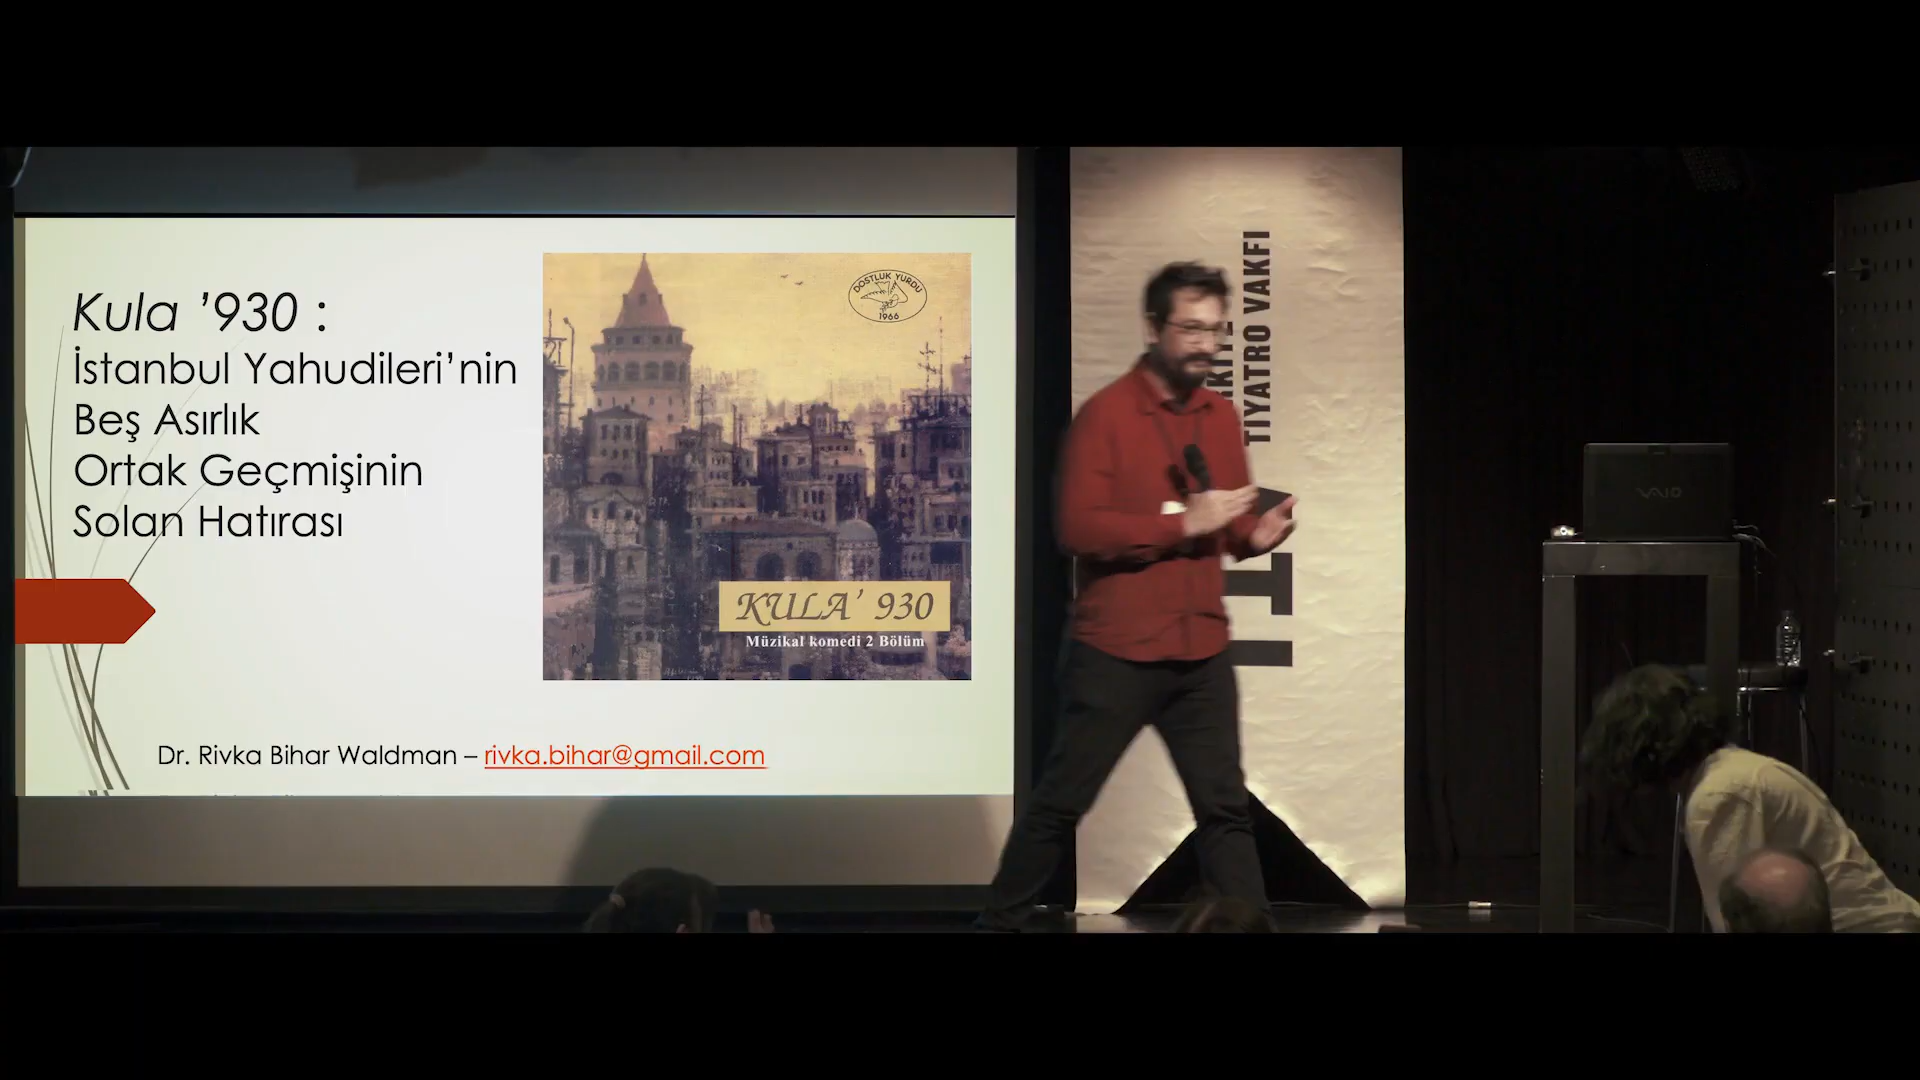 Kula ’930 :
İstanbul Yahudileri’nin
Beş Asırlık
Ortak Geçmişinin
Solan Hatırası
DOSTLUK YURDU
1966
KULA’ 930
Müzikal komedi 2 Bölüm
Dr. Rivka Bihar Waldman – rivka.bihar@gmail.com
TİYATRO VAKFI
VAIO